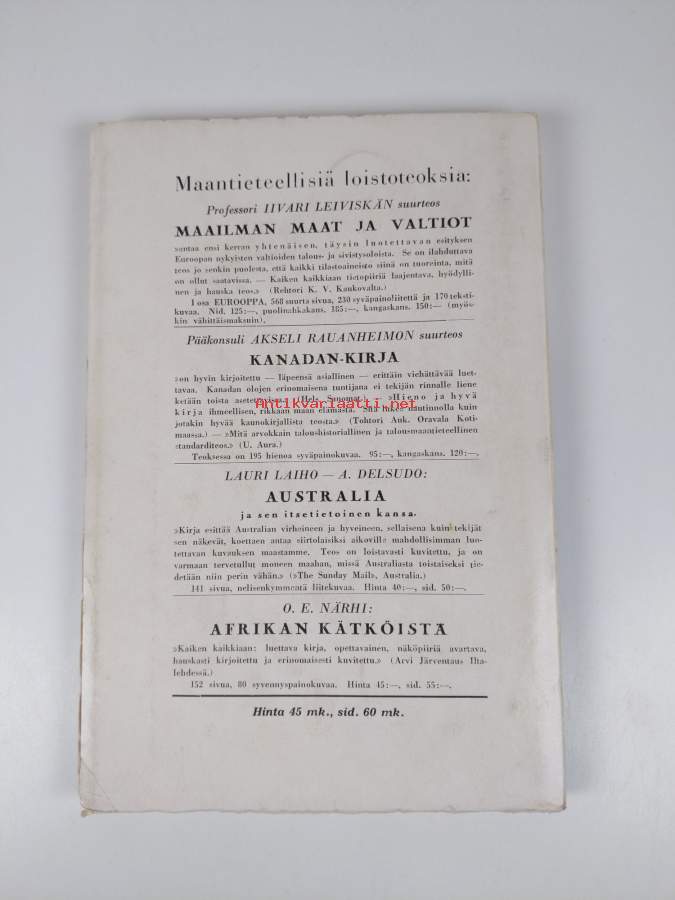 Maantieteellisiä loistoteoksia:
Professori IIVARI LEIVISKÄN suurteos
MAAILMAN MAAT JA VALTIOT
»antaa ensi kerran yhtenäisen, täysin luotettavan esityksen
Euroopan nykyisten valtioiden talous- ja sivistysoloista. Se on ilahduttava
teos jo senkin puolesta, että kaikki tilastoaineisto siinä on tuoreinta, mitä
on ollut saatavissa. — Kaiken kaikkiaan tietopiiriä laajentava, hyödylli-
nen ja hauska teos.» (Rehtori K. V. Kaukovalta.)
I osa EUROOPPA, 568 suurta sivua, 230 syväpainoliitettä ja 170 teksti-
kuvaa. Nid. 125:—, puolinahkakans. 185:—, kangaskans. 150:— (myös
kin vähittäismaksuin).
Pääkonsuli AKSELI RAUANHEIMON suurteos
KANADAN-KIRJA
»on hyvin kirjoitettu — läpeensä asiallinen — erittäin viehättävää luet-
tavaa. Kanadan olojen erinomaisena tuntijana ei tekijän rinnalle liene
ketään toista asetettavissa.» (Hels. Sanomat.) — »Hieno ja hyvä
kirja ihmeellisen, rikkaan maan elämästä. Sitä lukee nautinnolla kuin
jotakin hyvää kaunokirjallista teosta.» (Tohtori Auk. Oravala Koti-
maassa.) — »Mitä arvokkain taloushistoriallinen ja talousmaantieteellinen
standarditeos.» (U. Aura.)
Teoksessa on 195 hienoa syväpainokuvaa. 95:—, kangaskans. 120:—.
Antikvariaatti.net
LAURI LAIHO — A. DELSUDO:
AUSTRALIA
ja sen itsetietoinen kansa.
»Kirja esittää Australian virheineen ja hyveineen, sellaisena kuin tekijät
sen näkevät, koettaen antaa siirtolaisiksi aikoville mahdollisimman luo-
tettavan kuvauksen maastamme. Teos on loistavasti kuvitettu, ja on
varmaan tervetullut moneen maahan, missä Australiasta toistaiseksi tie-
detään niin perin vähän.» (»The Sunday Mail», Australia.)
141 sivua, nelisenkymmentä liitekuvaa. Hinta 40:—, sid. 50:—.
O. E. NÄRHI:
AFRIKAN KÄTKÖISTÄ
»Kaiken kaikkiaan: luettava kirja, opettavainen, näköpiiriä avartava,
hauskasti kirjoitettu ja erinomaisesti kuvitettu.» (Arvi Järventaus Ilta-
lehdessä.)
152 sivua, 80 syvennyspainokuvaa. Hinta 45:—, sid. 55:—.
Hinta 45 mk., sid. 60 mk.